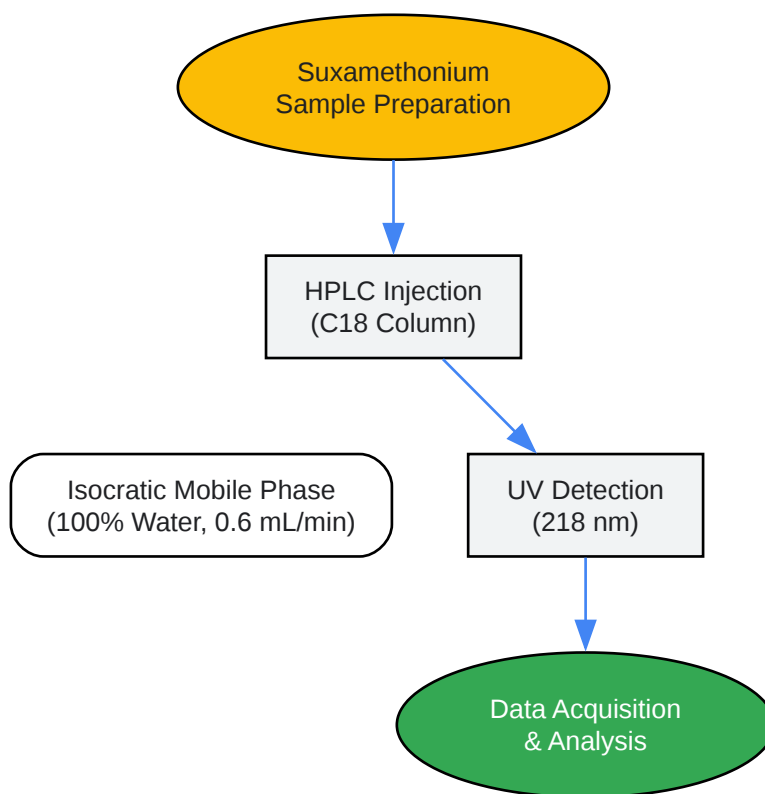 Suxamethonium
Sample Preparation
HPLC Injection
(C18 Column)
Isocratic Mobile Phase
(100% Water, 0.6 mL/min)
UV Detection
(218 nm)
Data Acquisition
& Analysis